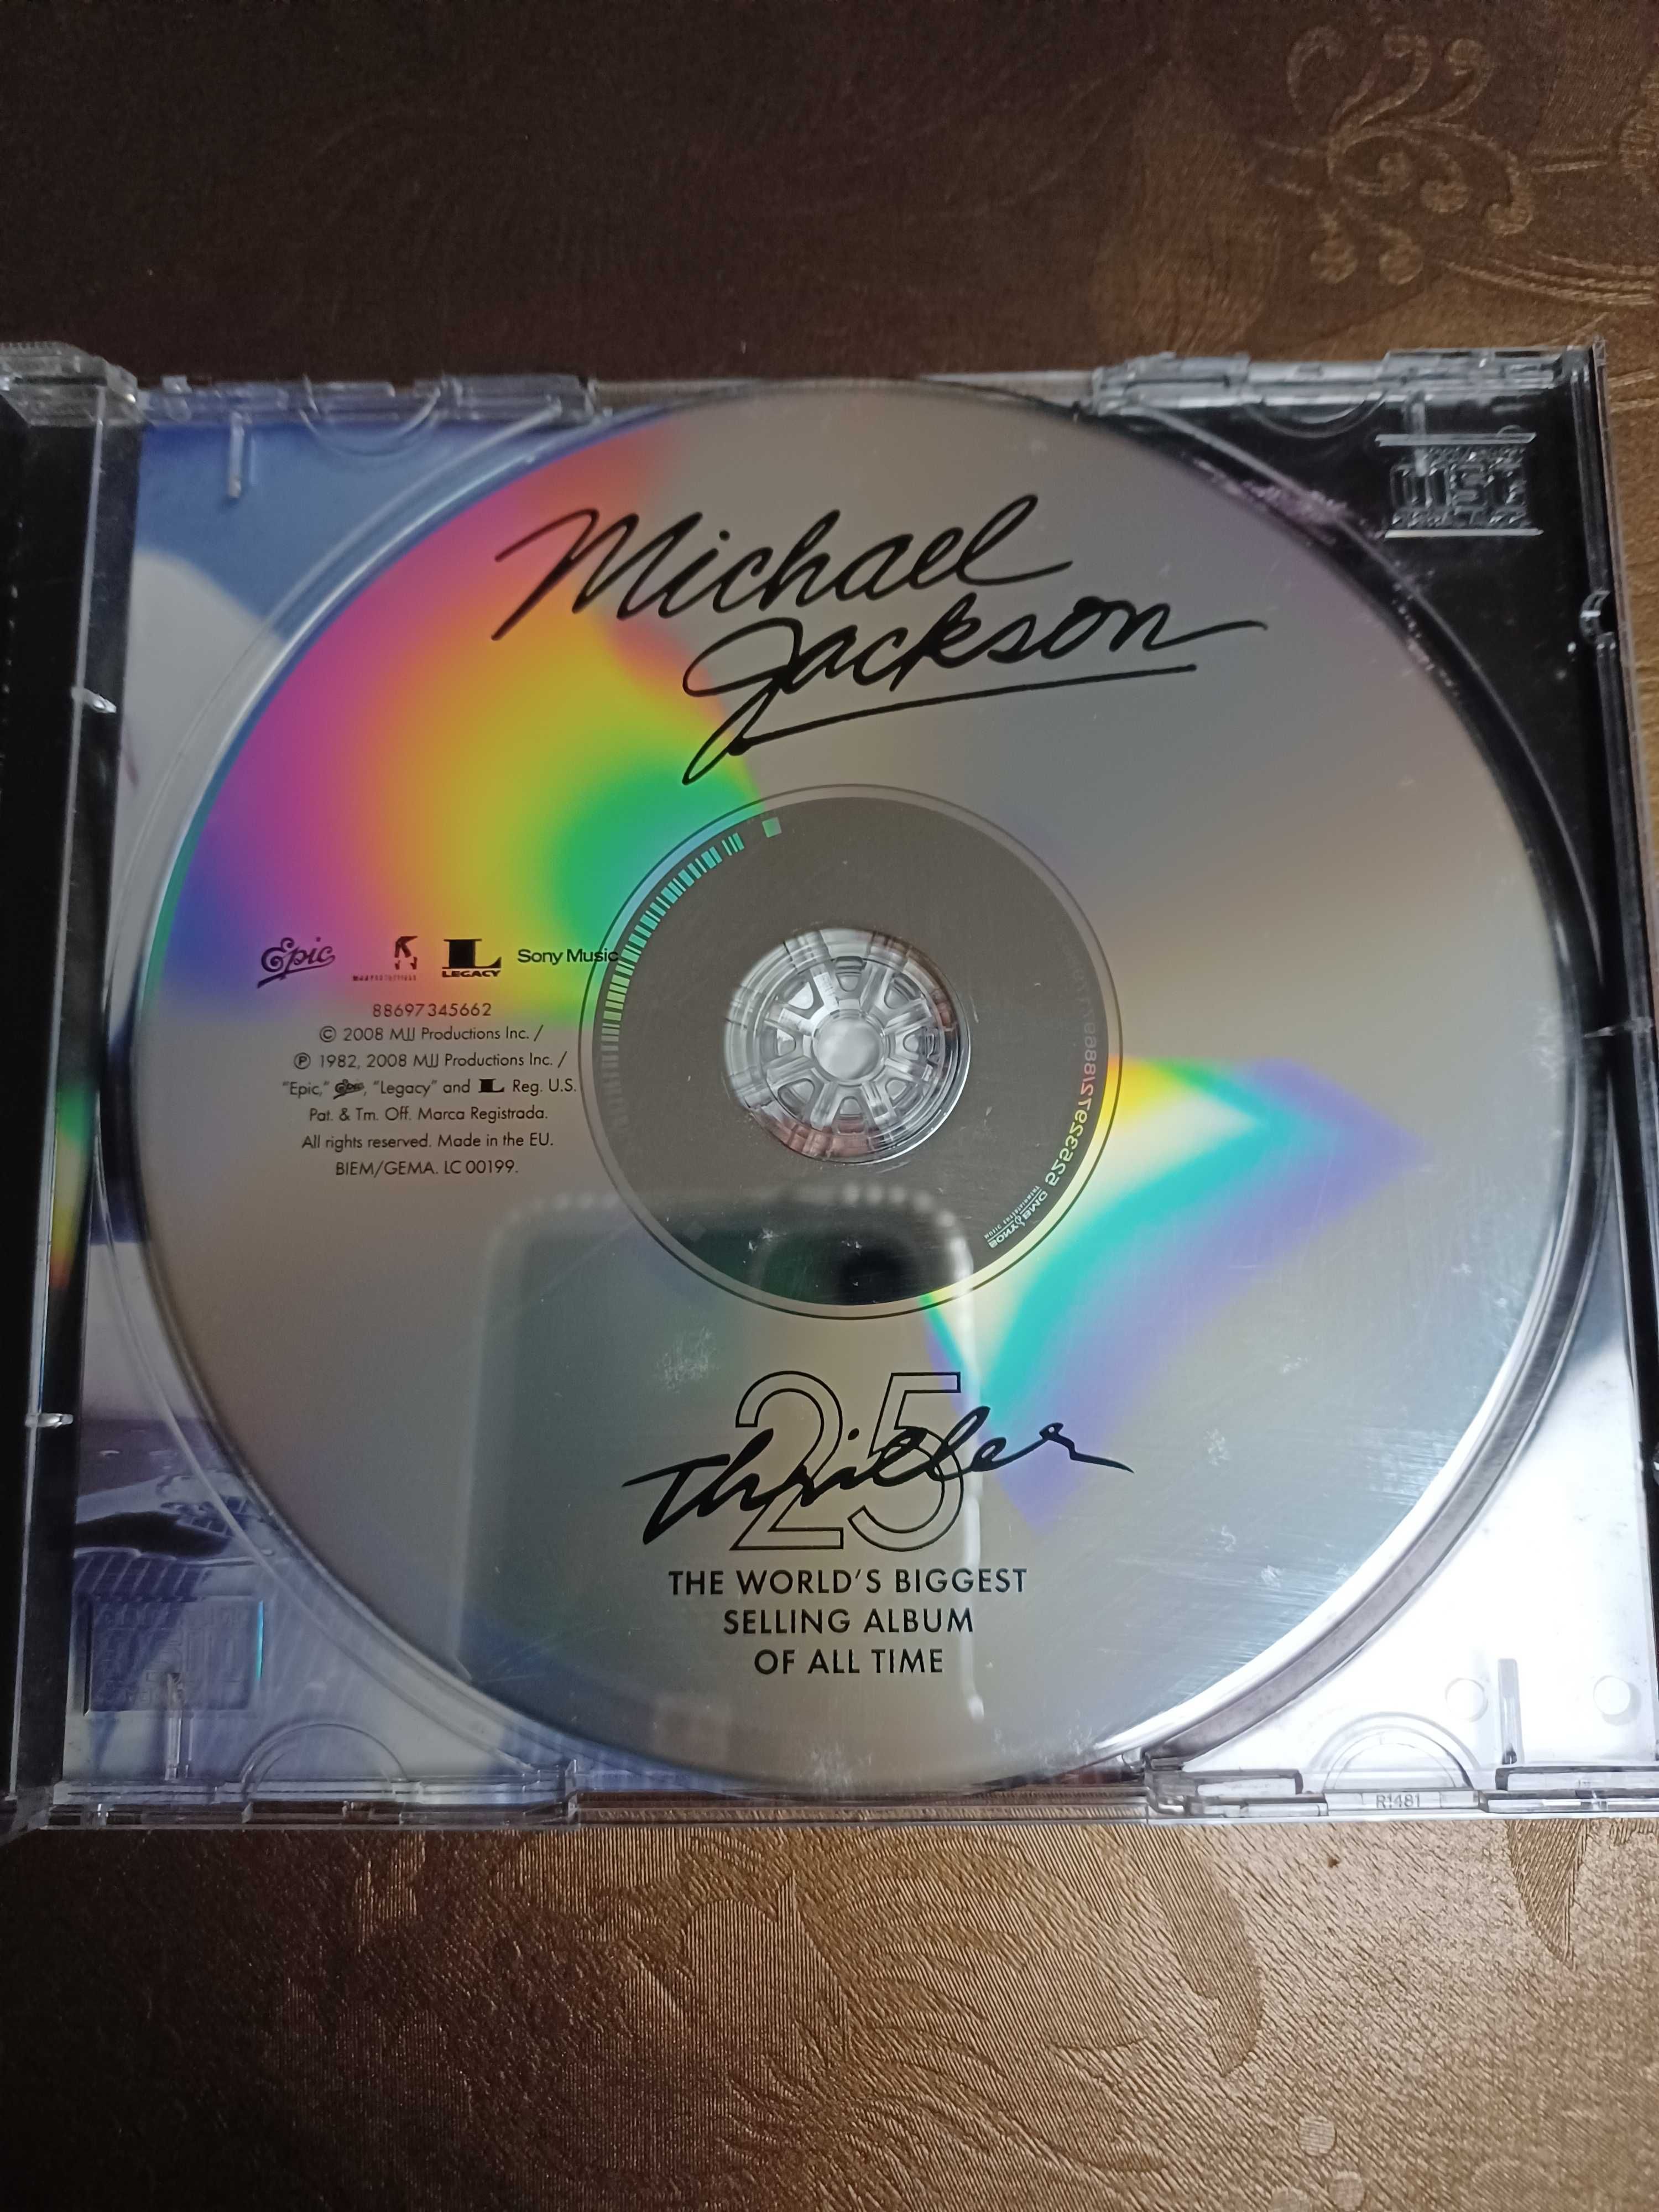 Michael
Jackson
Epic
LEGACY
Sony Music
88697345662
© 2008 MJJ Productions Inc. /
℗ 1982, 2008 MJJ Productions Inc. /
"Epic," Epic, "Legacy" and L Reg. U.S.
Pat. & Tm. Off. Marca Registrada.
All rights reserved. Made in the EU.
BIEM/GEMA. LC 00199.
25
Thriller
THE WORLD'S BIGGEST
SELLING ALBUM
OF ALL TIME
R1481